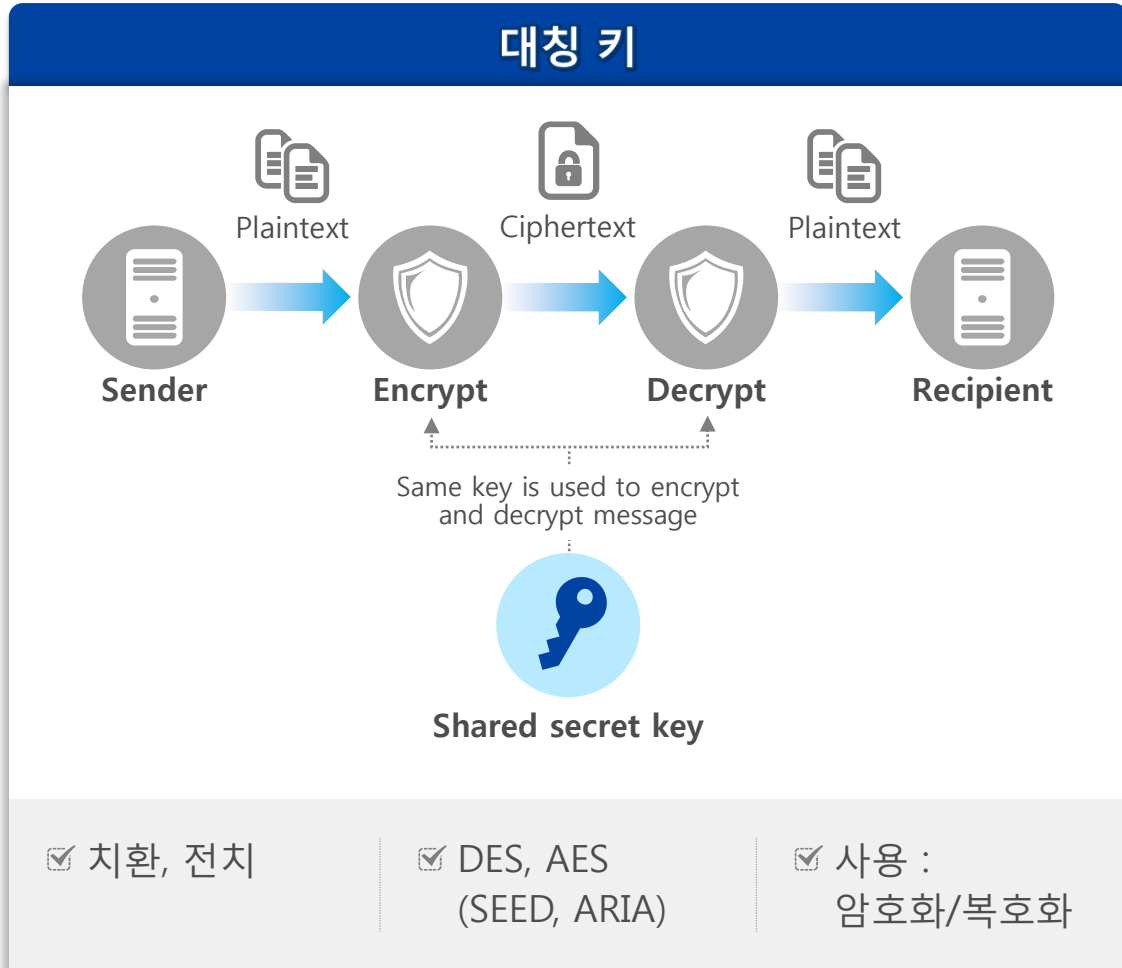 대칭 키
Plaintext
Ciphertext
Plaintext
Sender
Encrypt
Decrypt
Recipient
Same key is used to encrypt
and decrypt message
Shared secret key
치환, 전치
DES, AES
(SEED, ARIA)
사용 :
암호화/복호화